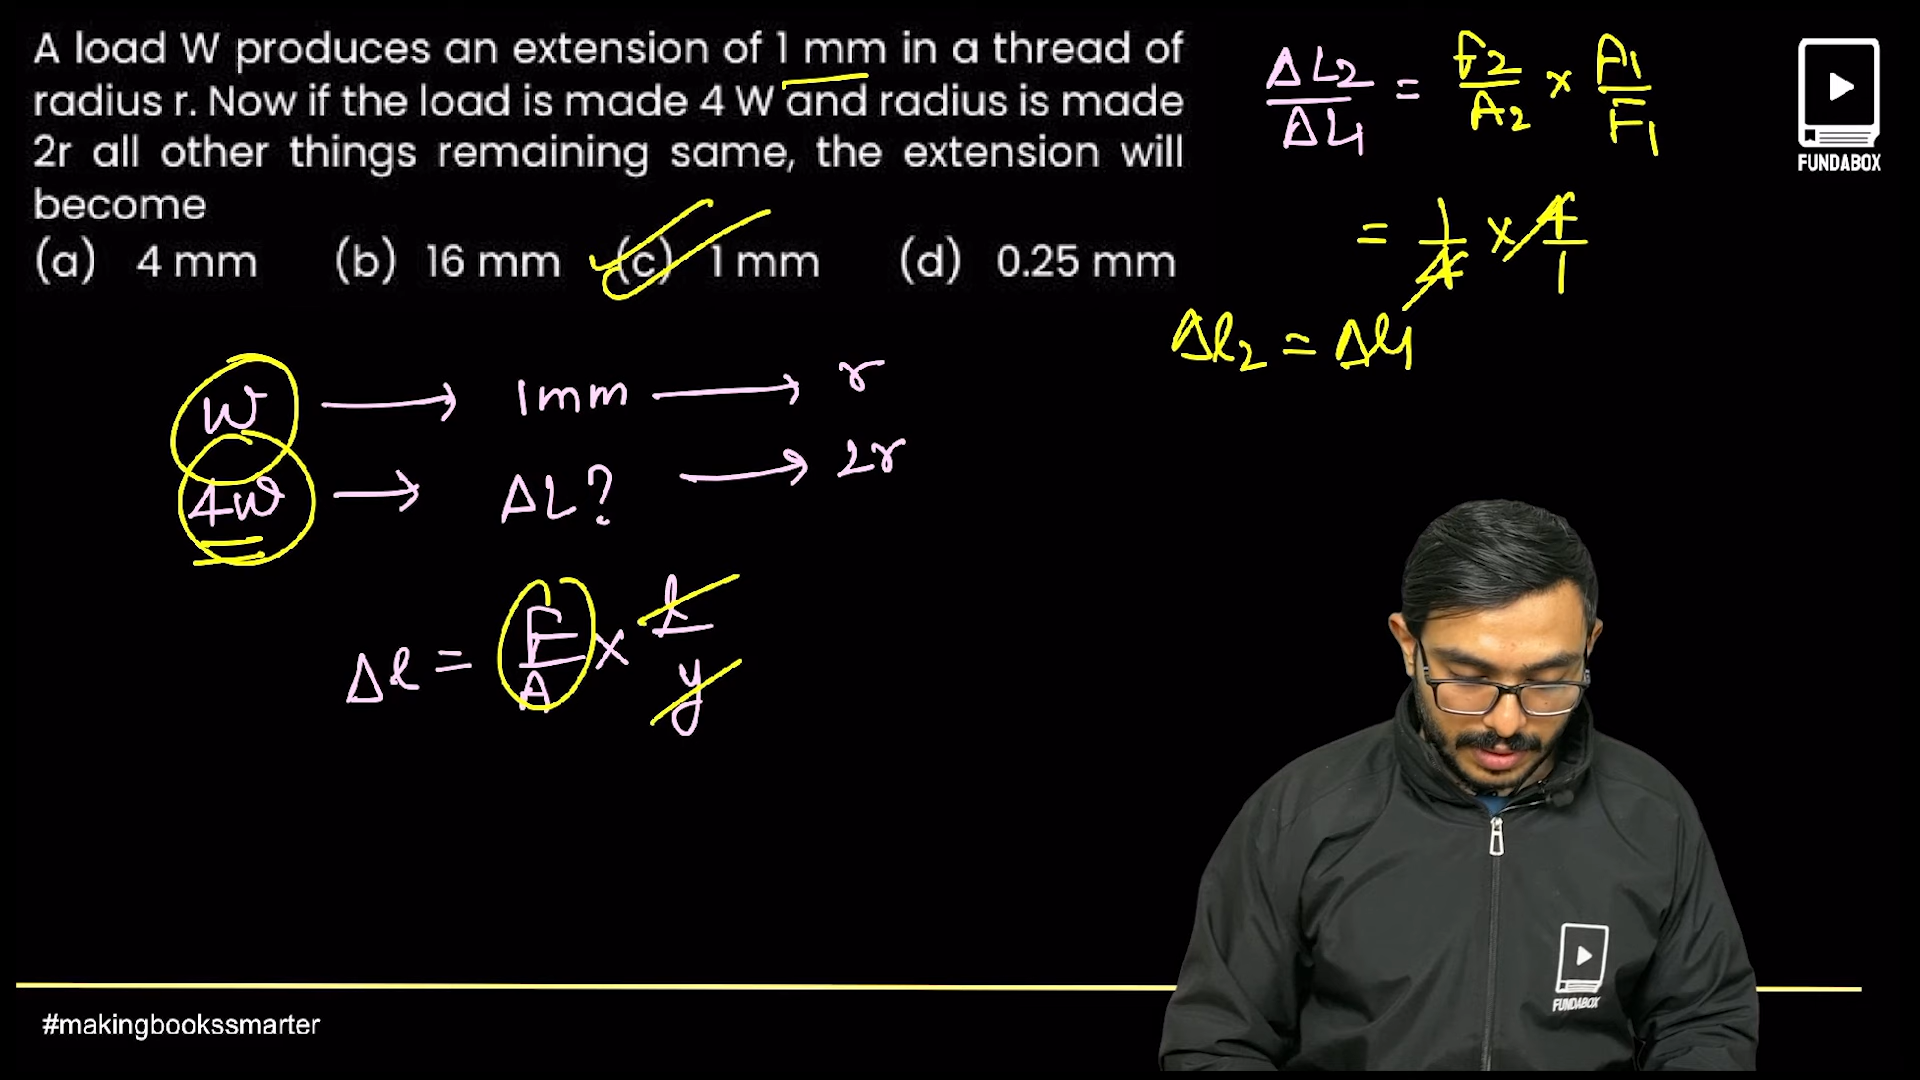 A load W produces an extension of 1 mm in a thread of
radius r. Now if the load is made 4 W and radius is made
2r all other things remaining same, the extension will
become
(a) 4 mm (b) 16 mm (c) 1 mm (d) 0.25 mm
ΔL2/ΔL1 = F2/A2 × A1/F1
= 1/4 × 4/1
Δl2 = Δl1
W → 1mm → r
4W → ΔL? → 2r
Δl = F/A × l/y
FUNDABOX
FUNDABOX
#makingbookssmarter